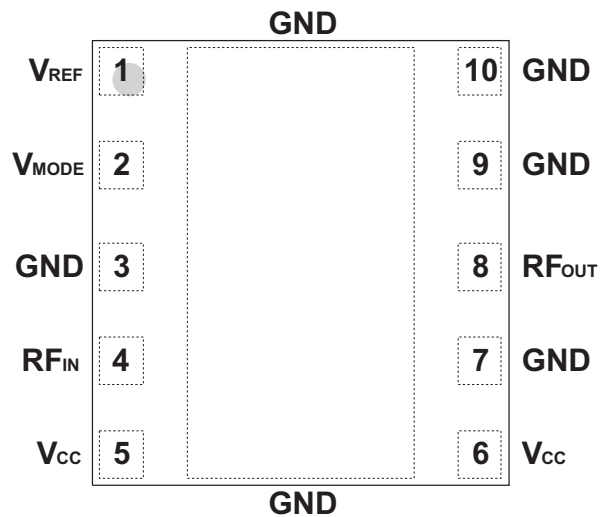 GND
VREF 1 10 GND
VMODE 2 9 GND
GND 3 8 RFOUT
RFIN 4 7 GND
VCC 5 6 VCC
GND